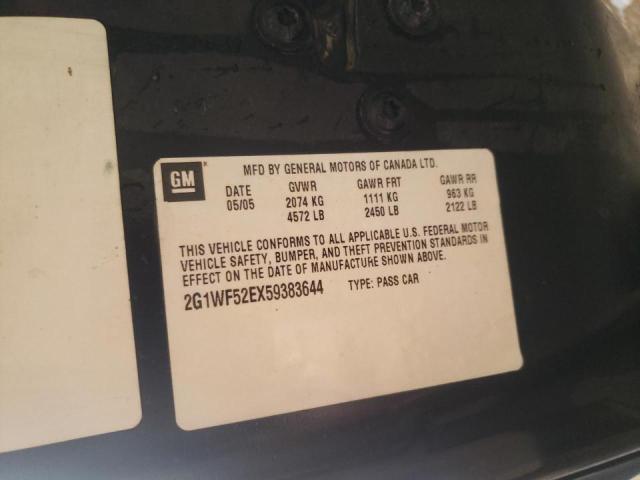 GM
MFD BY GENERAL MOTORS OF CANADA LTD.
DATE GVWR GAWR FRT GAWR RR
05/05 2074 KG 1111 KG 963 KG
4572 LB 2450 LB 2122 LB
THIS VEHICLE CONFORMS TO ALL APPLICABLE U.S. FEDERAL MOTOR
VEHICLE SAFETY, BUMPER, AND THEFT PREVENTION STANDARDS IN
EFFECT ON THE DATE OF MANUFACTURE SHOWN ABOVE.
2G1WF52EX59383644 TYPE: PASS CAR